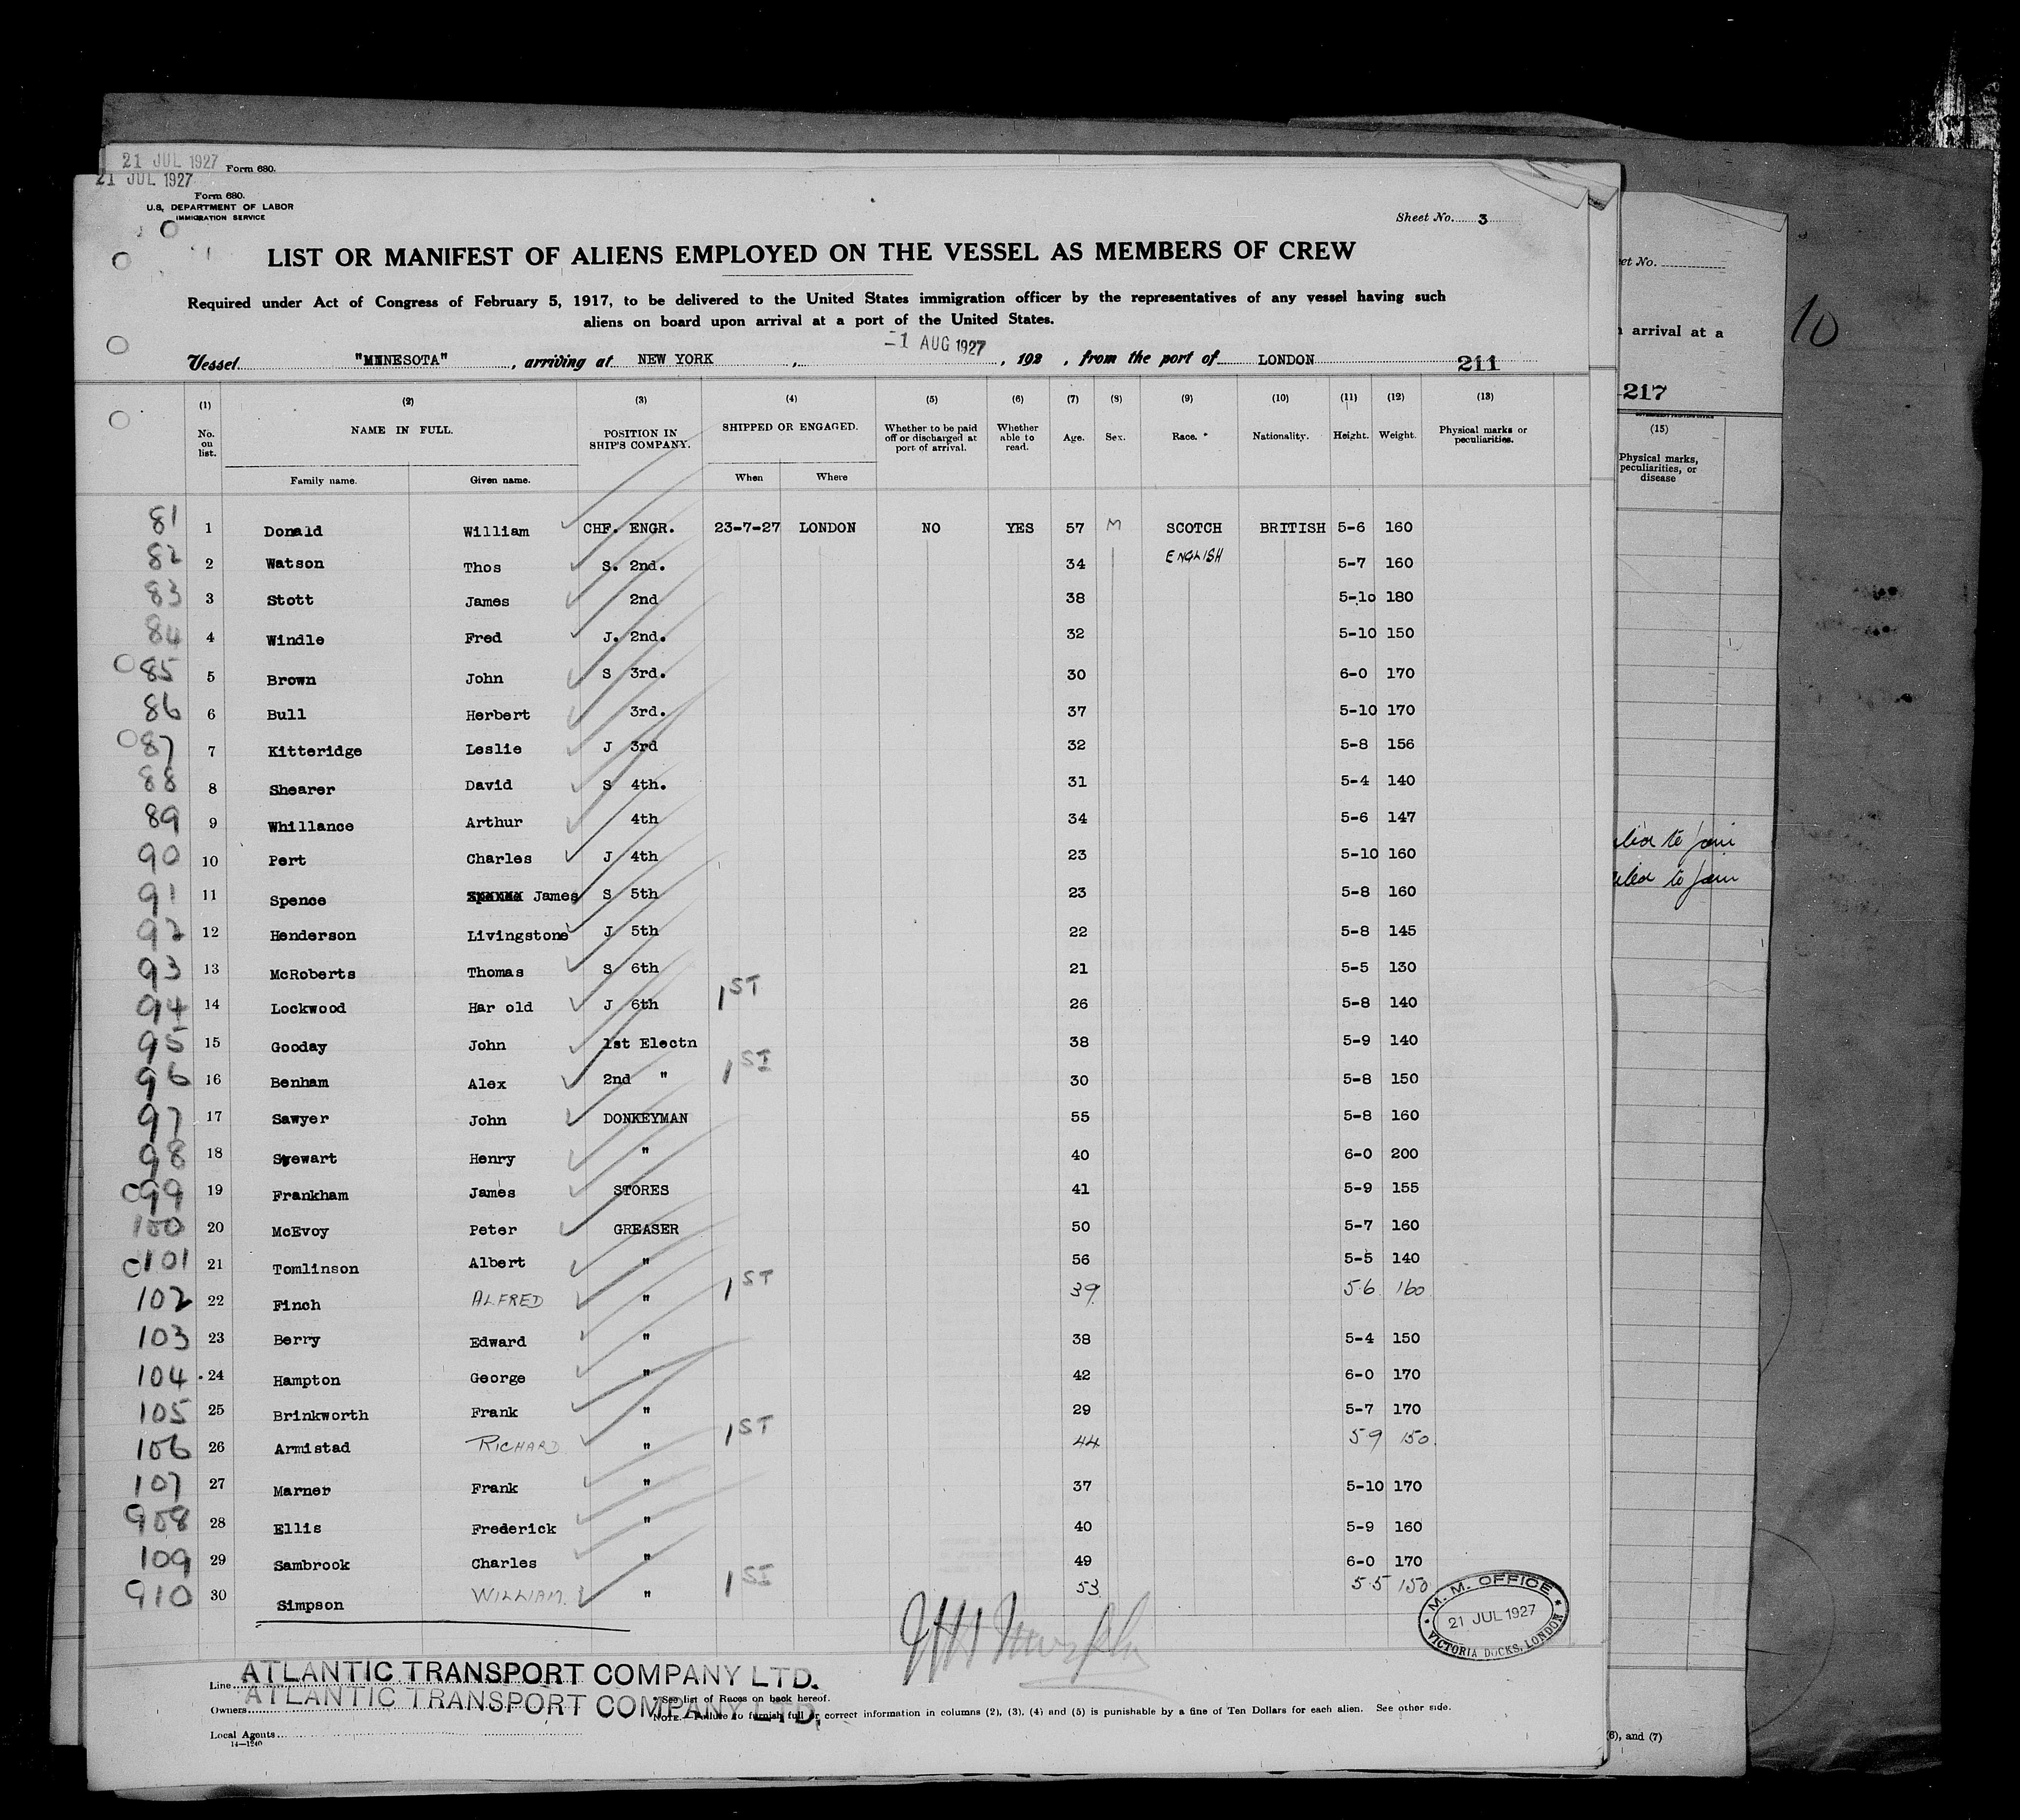 21 JUL 1927 Form 680.
21 JUL 1927
Form 680.
U.S. DEPARTMENT OF LABOR
IMMIGRATION SERVICE
Sheet No. 3
LIST OR MANIFEST OF ALIENS EMPLOYED ON THE VESSEL AS MEMBERS OF CREW
Required under Act of Congress of February 5, 1917, to be delivered to the United States immigration officer by the representatives of any vessel having such
aliens on board upon arrival at a port of the United States.
-1 AUG 1927
Vessel "MINNESOTA" , arriving at NEW YORK , , 192 , from the port of LONDON 211
(1) (2) (3) (4) (5) (6) (7) (8) (9) (10) (11) (12) (13)
No. on list. NAME IN FULL. POSITION IN SHIP'S COMPANY. SHIPPED OR ENGAGED. Whether to be paid off or discharged at port of arrival. Whether able to read. Age. Sex. Race.* Nationality. Height. Weight. Physical marks or peculiarities.
Family name. Given name. When Where
81 1 Donald William CHF. ENGR. 23-7-27 LONDON NO YES 57 M SCOTCH BRITISH 5-6 160
82 2 Watson Thos S. 2nd. 34 ENGLISH 5-7 160
83 3 Stott James 2nd 38 5-10 180
84 4 Windle Fred J. 2nd. 32 5-10 150
85 5 Brown John S 3rd. 30 6-0 170
86 6 Bull Herbert 3rd. 37 5-10 170
87 7 Kitteridge Leslie J 3rd 32 5-8 156
88 8 Shearer David S 4th. 31 5-4 140
89 9 Whillance Arthur 4th 34 5-6 147
90 10 Pert Charles J 4th 23 5-10 160
91 11 Spence James S 5th 23 5-8 160
92 12 Henderson Livingstone J 5th 22 5-8 145
93 13 McRoberts Thomas S 6th 21 5-5 130
94 14 Lockwood Har old J 6th 1ST 26 5-8 140
95 15 Gooday John 1st Electn 38 5-9 140
96 16 Benham Alex 2nd " 1ST 30 5-8 150
97 17 Sawyer John DONKEYMAN 55 5-8 160
98 18 Stewart Henry " 40 6-0 200
99 19 Frankham James STORES 41 5-9 155
100 20 McEvoy Peter GREASER 50 5-7 160
101 21 Tomlinson Albert " 56 5-5 140
102 22 Finch ALFRED " 1ST 39 5 6 160
103 23 Berry Edward " 38 5-4 150
104 24 Hampton George " 42 6-0 170
105 25 Brinkworth Frank " 29 5-7 170
106 26 Armistad RICHARD " 1ST 44 5 9 150
107 27 Marner Frank " 37 5-10 170
908 28 Ellis Frederick " 40 5-9 160
109 29 Sambrook Charles " 49 6-0 170
910 30 Simpson WILLIAM " 1ST 53 5 5 150
M. M. OFFICE
21 JUL 1927
VICTORIA DOCKS, LONDON
Line ATLANTIC TRANSPORT COMPANY LTD.
* See list of Races on back hereof.
Owners ATLANTIC TRANSPORT COMPANY LTD.
NOTE.—Failure to furnish full or correct information in columns (2), (3), (4) and (5) is punishable by a fine of Ten Dollars for each alien. See other side.
Local Agents
14—1240
et No.
arrival at a
10
217
(15)
Physical marks, peculiarities, or disease
to join
to join
(6), and (7)